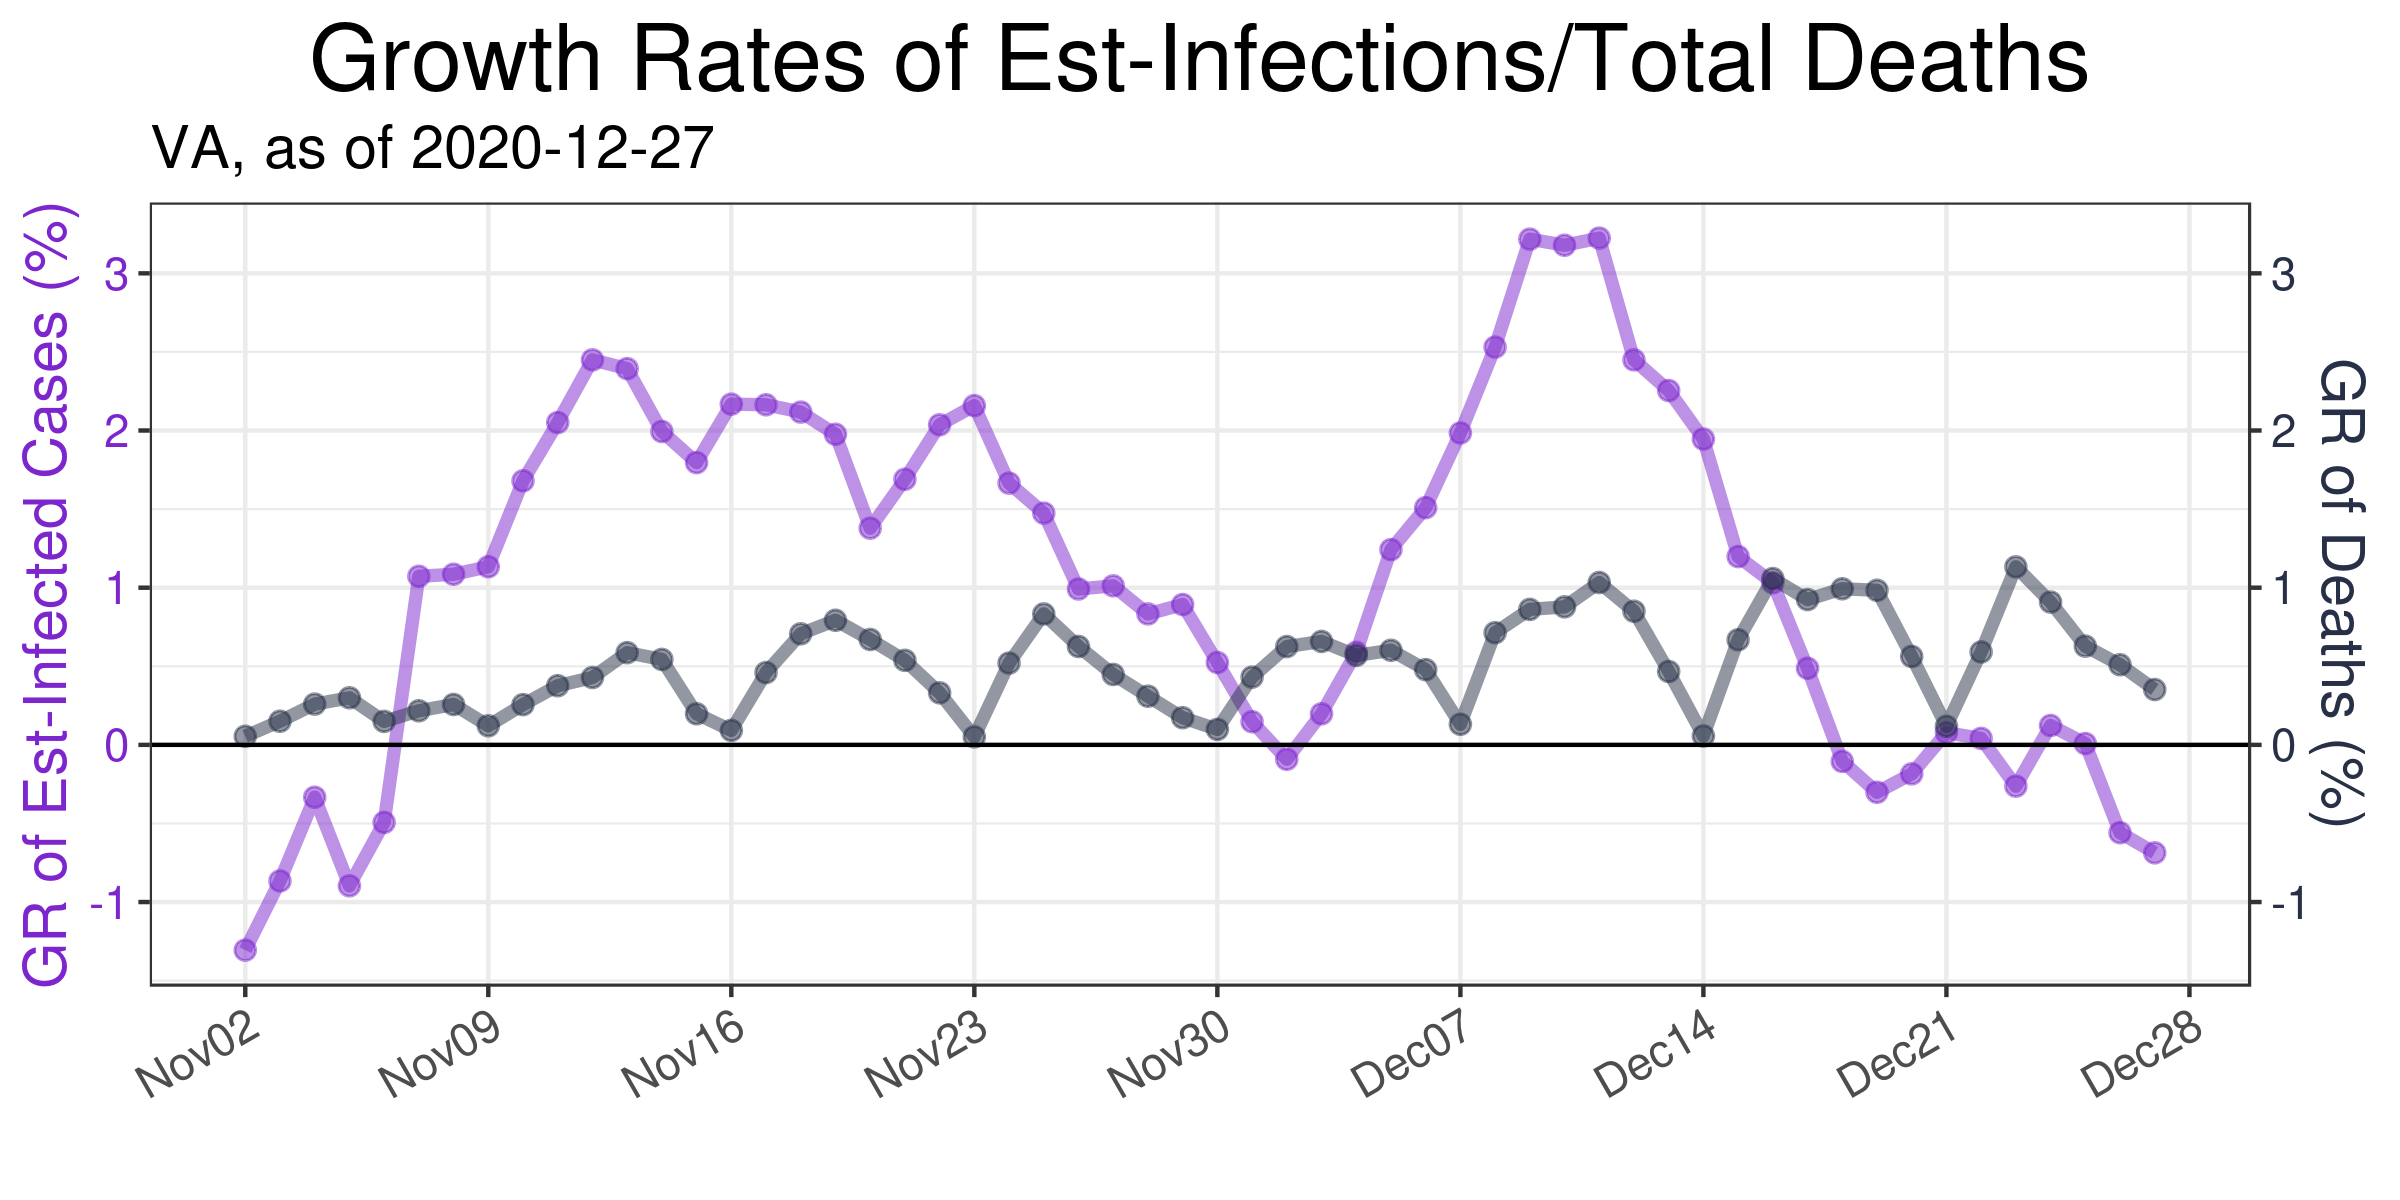 Growth Rates of Est-Infections/Total Deaths
VA, as of 2020-12-27
GR of Est-Infected Cases (%)
3
2
1
0
-1
3
2
1
0
-1
GR of Deaths (%)
Nov02
Nov09
Nov16
Nov23
Nov30
Dec07
Dec14
Dec21
Dec28